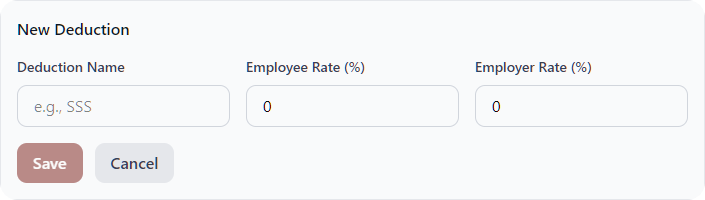 New Deduction
Deduction Name Employee Rate (%) Employer Rate (%)
e.g., SSS 0 0
Save Cancel